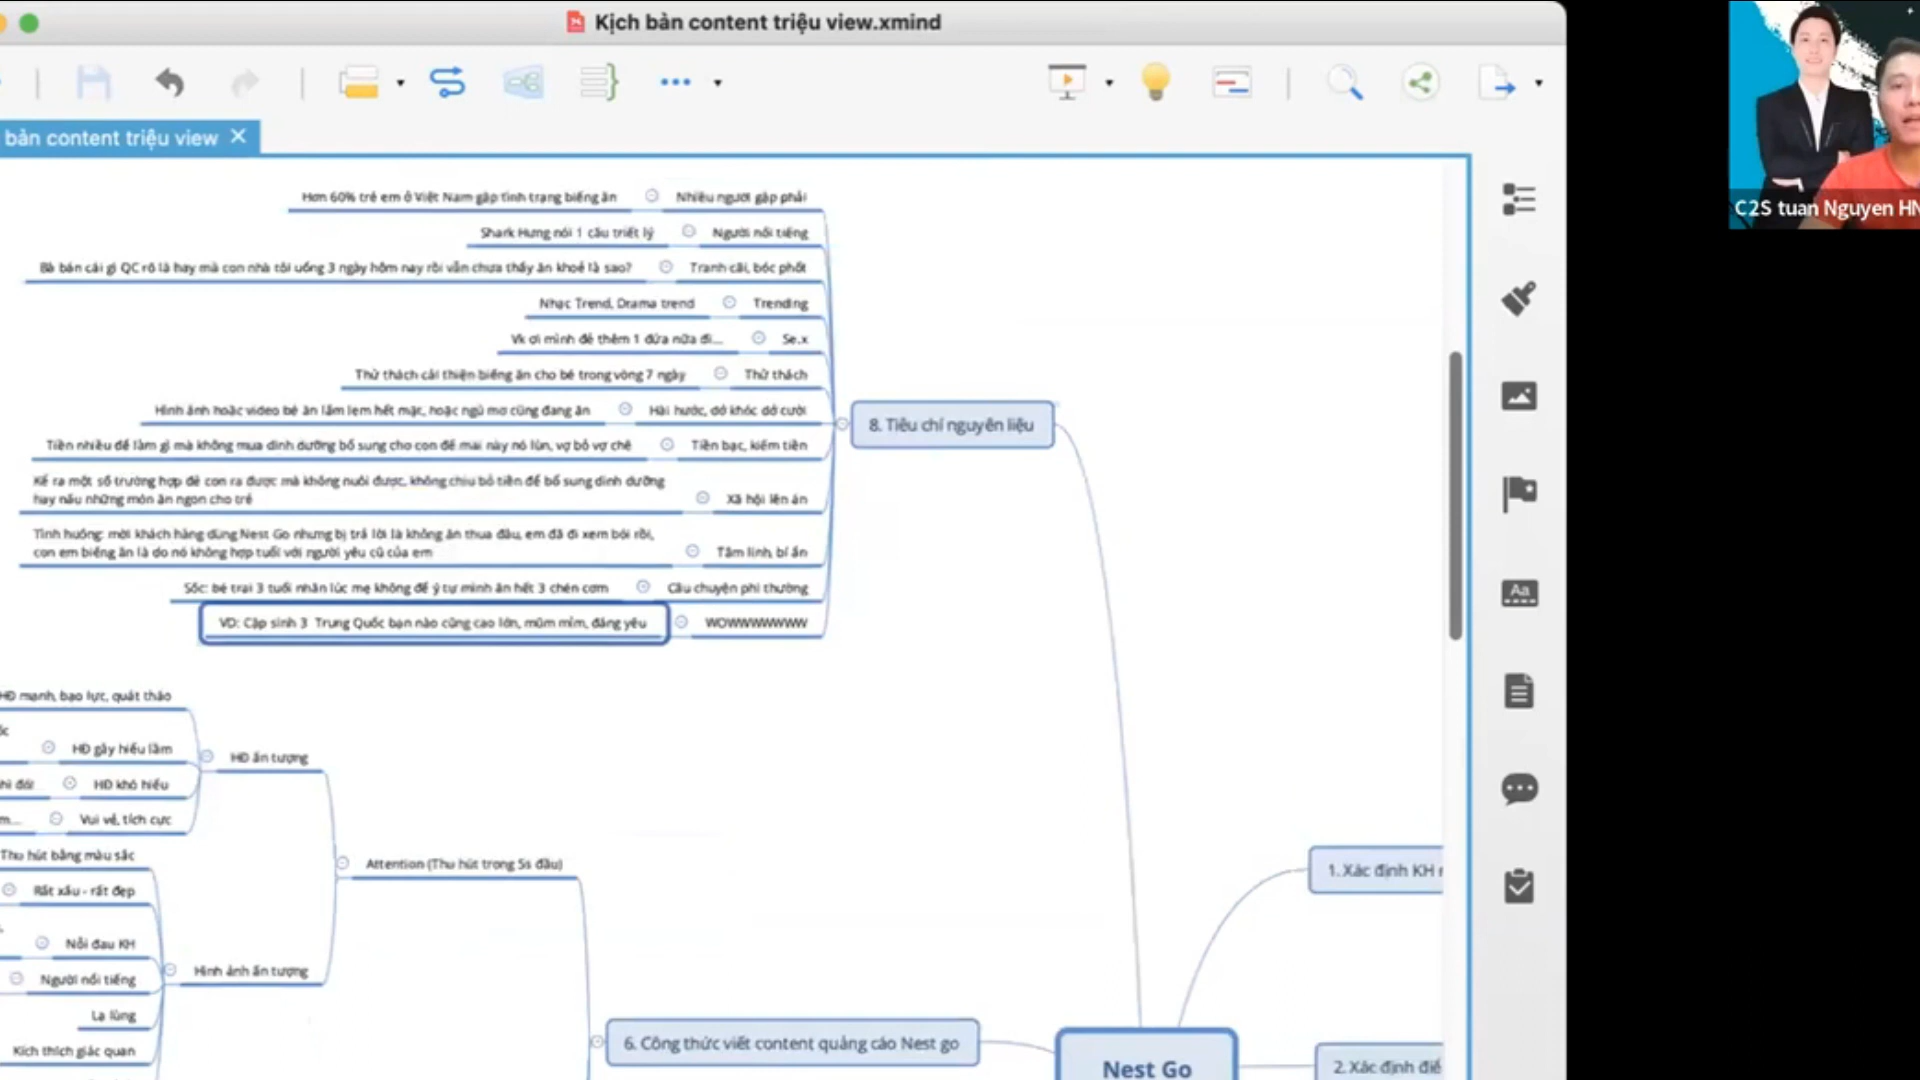 Kịch bản content triệu view.xmind
bản content triệu view ×
C2S tuan Nguyen HN
Hơn 60% trẻ em ở Việt Nam gặp tình trạng biếng ăn
Nhiều người gặp phải
Shark Hưng nói 1 câu triết lý
Người nổi tiếng
Bà bán cái gì QC rõ là hay mà con nhà tôi uống 3 ngày hôm nay rồi vẫn chưa thấy ăn khoẻ là sao?
Tranh cãi, bóc phốt
Nhạc Trend, Drama trend
Trending
Vk ơi mình đẻ thêm 1 đứa nữa đi...
Se.x
Thử thách cải thiện biếng ăn cho bé trong vòng 7 ngày
Thử thách
Hình ảnh hoặc video bé ăn lấm lem hết mặt, hoặc ngủ mơ cũng đang ăn
Hài hước, dở khóc dở cười
Tiền nhiều để làm gì mà không mua dinh dưỡng bổ sung cho con để mai này nó lùn, vợ bỏ vợ chê
Tiền bạc, kiếm tiền
Kể ra một số trường hợp đẻ con ra được mà không nuôi được, không chịu bỏ tiền để bổ sung dinh dưỡng
hay nấu những món ăn ngon cho trẻ
Xã hội lên án
Tình huống: mời khách hàng dùng Nest Go nhưng bị trả lời là không ăn thua đâu, em đã đi xem bói rồi,
con em biếng ăn là do nó không hợp tuổi với người yêu cũ của em
Tâm linh, bí ẩn
Sốc: bé trai 3 tuổi nhân lúc mẹ không để ý tự mình ăn hết 3 chén cơm
Câu chuyện phi thường
VD: Cặp sinh 3 Trung Quốc bạn nào cũng cao lớn, mũm mĩm, đáng yêu
WOWWWWWWW
8. Tiêu chí nguyên liệu
HĐ mạnh, bạo lực, quát tháo
HĐ gây hiểu lầm
HĐ khó hiểu
Vui vẻ, tích cực
HĐ ấn tượng
Thu hút bằng màu sắc
Rất xấu - rất đẹp
Nỗi đau KH
Người nổi tiếng
Lạ lùng
Kích thích giác quan
Hình ảnh ấn tượng
Attention (Thu hút trong 5s đầu)
6. Công thức viết content quảng cáo Nest go
Nest Go
1. Xác định KH
2. Xác định điể